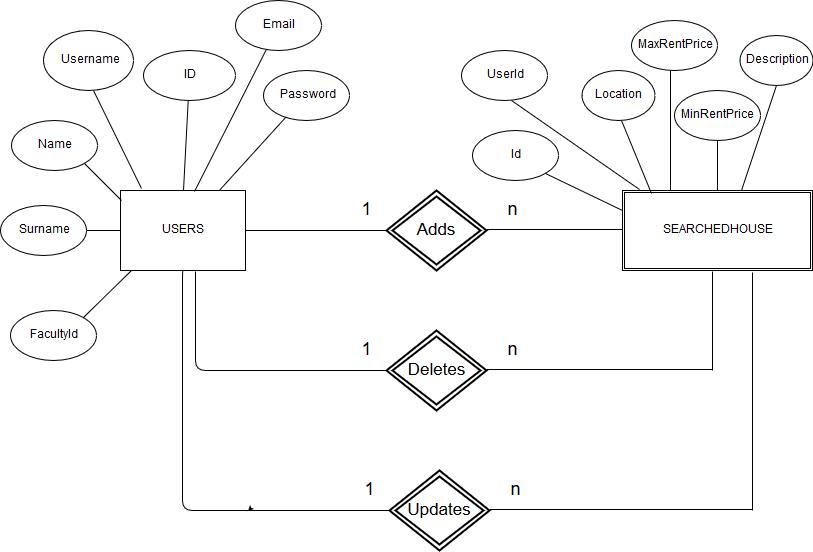 Email
Username
ID
Password
Name
Surname
FacultyId
USERS
MaxRentPrice
UserId
Location
Description
MinRentPrice
Id
SEARCHEDHOUSE
1
Adds
n
1
Deletes
n
1
Updates
n